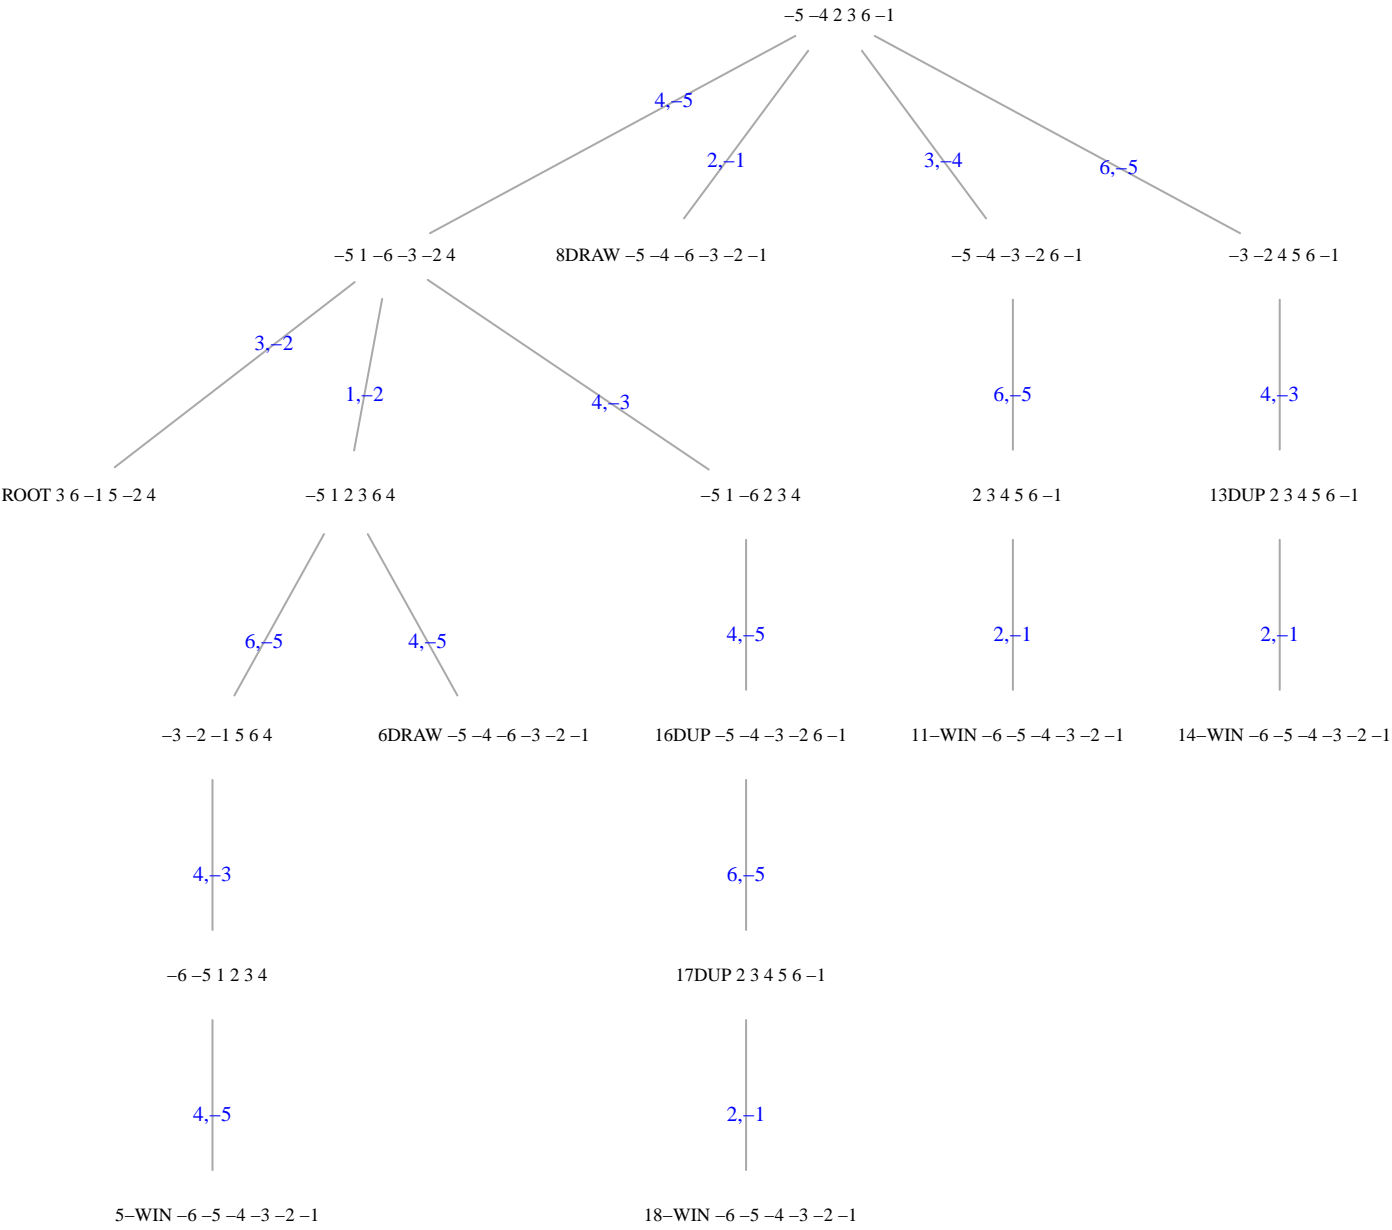 –5 –4 2 3 6 –1
4,–5
2,–1
3,–4
6,–5
–5 1 –6 –3 –2 4
8DRAW –5 –4 –6 –3 –2 –1
–5 –4 –3 –2 6 –1
–3 –2 4 5 6 –1
3,–2
1,–2
4,–3
6,–5
4,–3
ROOT 3 6 –1 5 –2 4
–5 1 2 3 6 4
–5 1 –6 2 3 4
2 3 4 5 6 –1
13DUP 2 3 4 5 6 –1
6,–5
4,–5
4,–5
2,–1
2,–1
–3 –2 –1 5 6 4
6DRAW –5 –4 –6 –3 –2 –1
16DUP –5 –4 –3 –2 6 –1
11–WIN –6 –5 –4 –3 –2 –1
14–WIN –6 –5 –4 –3 –2 –1
4,–3
6,–5
–6 –5 1 2 3 4
17DUP 2 3 4 5 6 –1
4,–5
2,–1
5–WIN –6 –5 –4 –3 –2 –1
18–WIN –6 –5 –4 –3 –2 –1